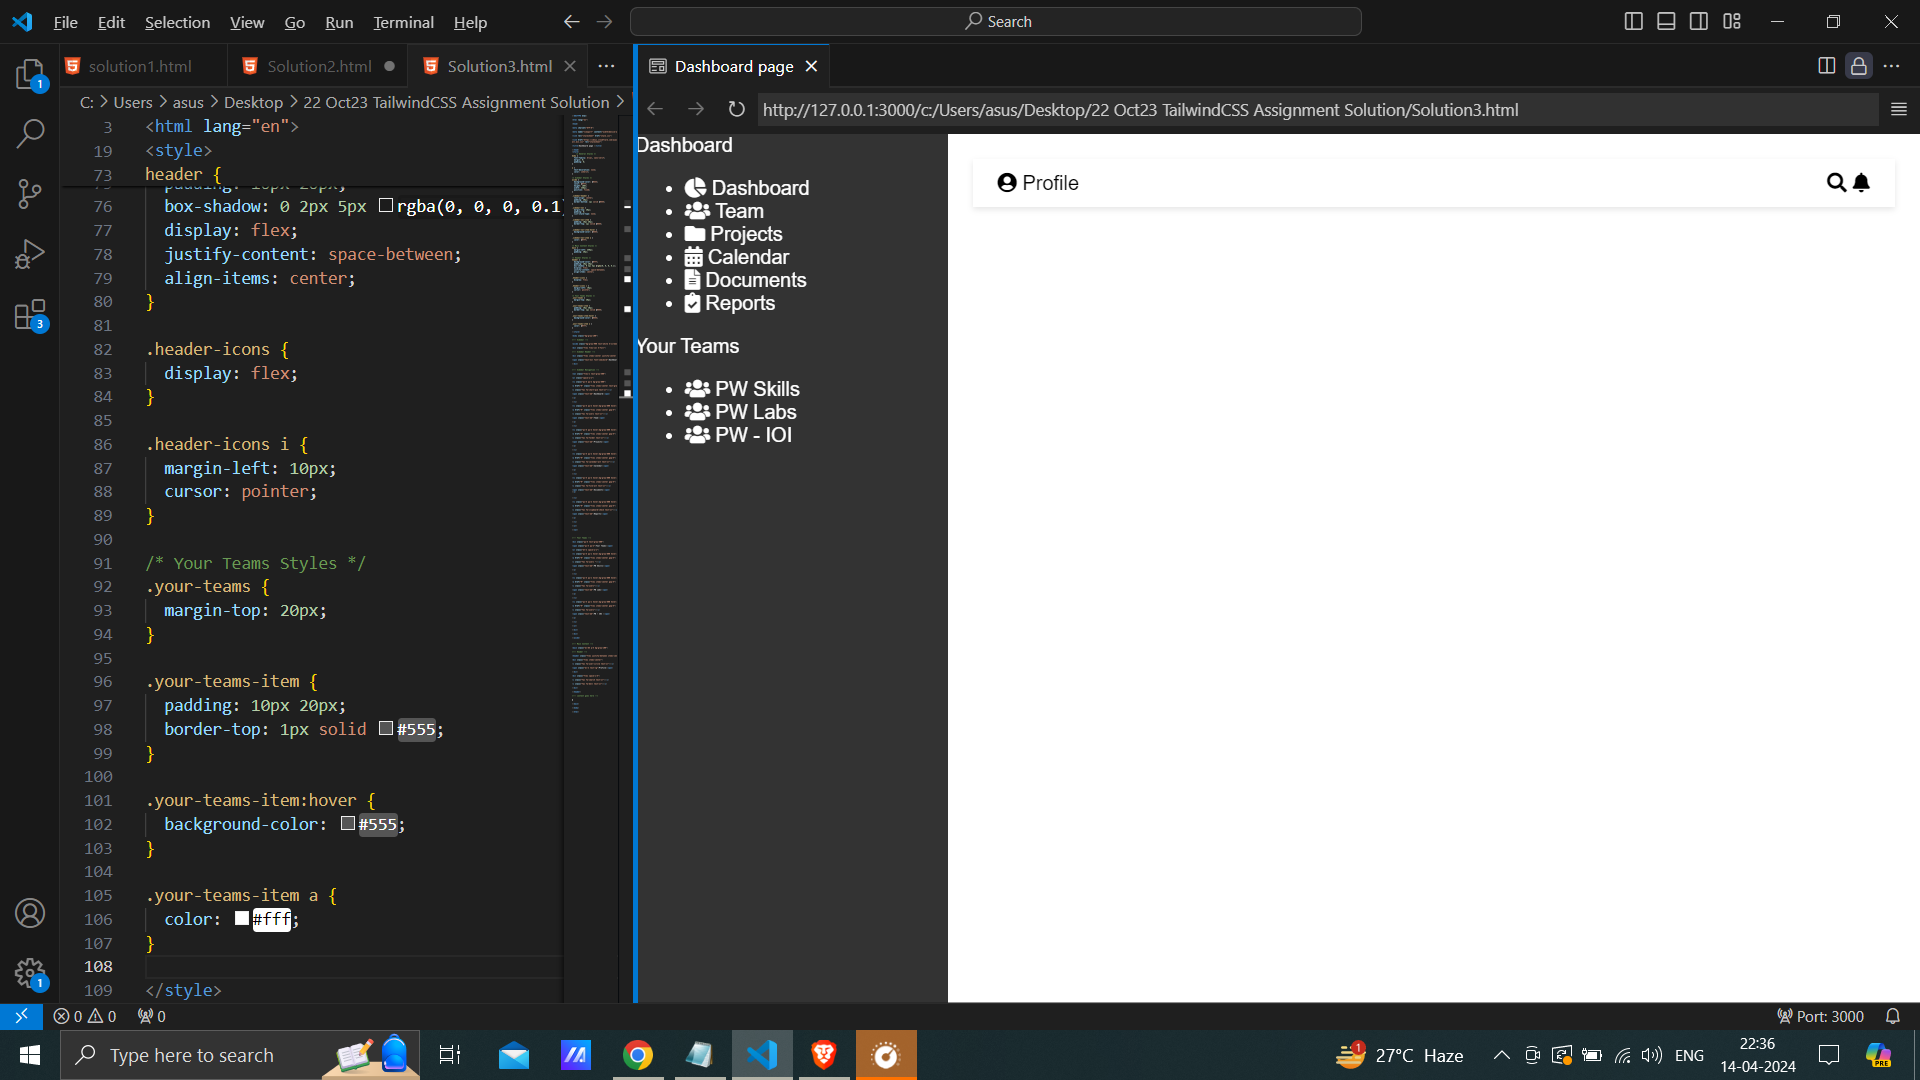 File Edit Selection View Go Run Terminal Help
Search
solution1.html
Solution2.html
Solution3.html
Dashboard page
1
C: > Users > asus > Desktop > 22 Oct23 TailwindCSS Assignment Solution >
http://127.0.0.1:3000/c:/Users/asus/Desktop/22 Oct23 TailwindCSS Assignment Solution/Solution3.html
3 <html lang="en">
19 <style>
73 header {
76 box-shadow: 0 2px 5px rgba(0, 0, 0, 0.1)
77 display: flex;
78 justify-content: space-between;
79 align-items: center;
80 }
81
82 .header-icons {
83 display: flex;
84 }
85
86 .header-icons i {
87 margin-left: 10px;
88 cursor: pointer;
89 }
90
91 /* Your Teams Styles */
92 .your-teams {
93 margin-top: 20px;
94 }
95
96 .your-teams-item {
97 padding: 10px 20px;
98 border-top: 1px solid #555;
99 }
100
101 .your-teams-item:hover {
102 background-color: #555;
103 }
104
105 .your-teams-item a {
106 color: #fff;
107 }
108
109 </style>
3
1
Dashboard
Dashboard
Team
Projects
Calendar
Documents
Reports
Your Teams
PW Skills
PW Labs
PW - IOI
Profile
0 0 0
Port: 3000
Type here to search
1
27°C Haze
ENG
22:36
14-04-2024
PRE